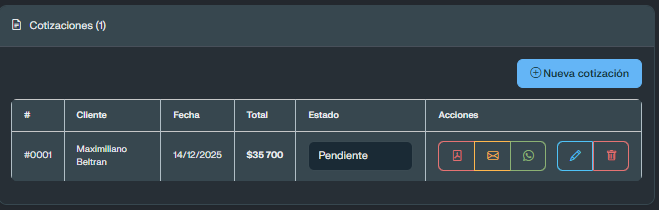 Cotizaciones (1)
Nueva cotización
# Cliente Fecha Total Estado Acciones
#0001 Maximiliano Beltran 14/12/2025 $35 700 Pendiente